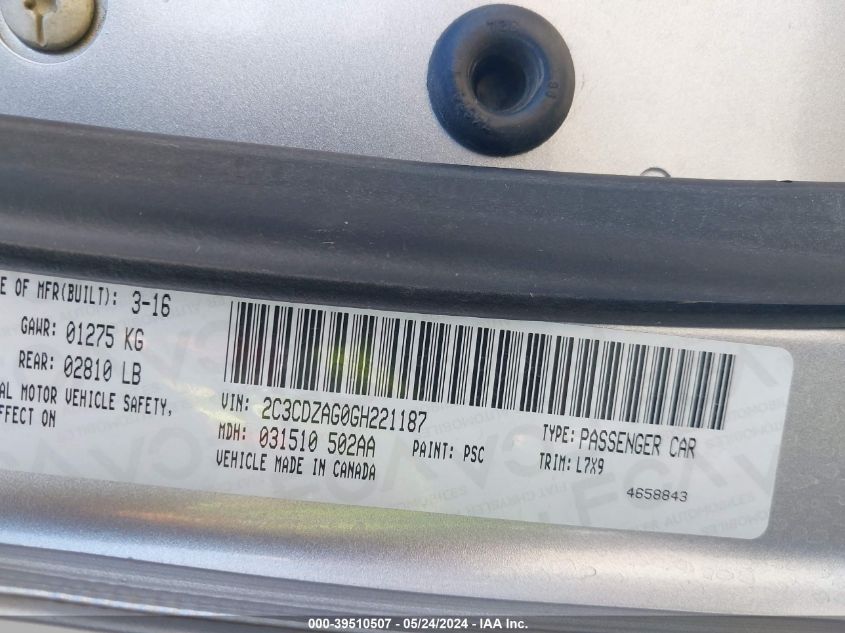 E OF MFR(BUILT): 3-16
GAWR: 01275 KG
REAR: 02810 LB
AL MOTOR VEHICLE SAFETY,
EFFECT ON
VIN: 2C3CDZAG0GH221187
MDH: 031510 502AA
PAINT: PSC
VEHICLE MADE IN CANADA
TYPE: PASSENGER CAR
TRIM: L7X9
4658843
000-39510507 / 05/24/2024 - IAA Inc.